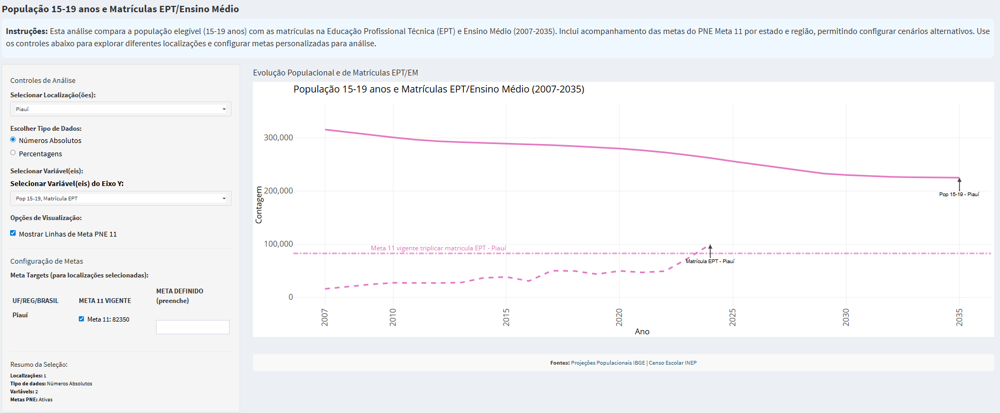 População 15-19 anos e Matrículas EPT/Ensino Médio
Instruções: Esta análise compara a população elegível (15-19 anos) com as matrículas na Educação Profissional Técnica (EPT) e Ensino Médio (2007-2035). Inclui acompanhamento das metas do PNE Meta 11 por estado e região, permitindo configurar cenários alternativos. Use
os controles abaixo para explorar diferentes localizações e configurar metas personalizadas para análise.
Controles de Análise
Selecionar Localização(ões):
Piauí
Escolher Tipo de Dados:
Números Absolutos
Percentagens
Selecionar Variável(eis):
Selecionar Variável(eis) do Eixo Y:
Pop 15-19, Matrícula EPT
Opções de Visualização:
Mostrar Linhas de Meta PNE 11
Configuração de Metas
Meta Targets (para localizações selecionadas):
UF/REG/BRASIL
META 11 VIGENTE
META DEFINIDO
(preenche)
Piauí
Meta 11: 82350
Resumo da Seleção:
Localizações: 1
Tipo de dados: Números Absolutos
Variáveis: 2
Metas PNE: Ativas
Evolução Populacional e de Matrículas EPT/EM
População 15-19 anos e Matrículas EPT/Ensino Médio (2007-2035)
Contagem
300,000
200,000
100,000
0
Pop 15-19 - Piauí
Meta 11 vigente triplicar matricula EPT - Piauí
Matrícula EPT - Piauí
2007
2010
2015
2020
2025
2030
2035
Ano
Fontes: Projeções Populacionais IBGE | Censo Escolar INEP